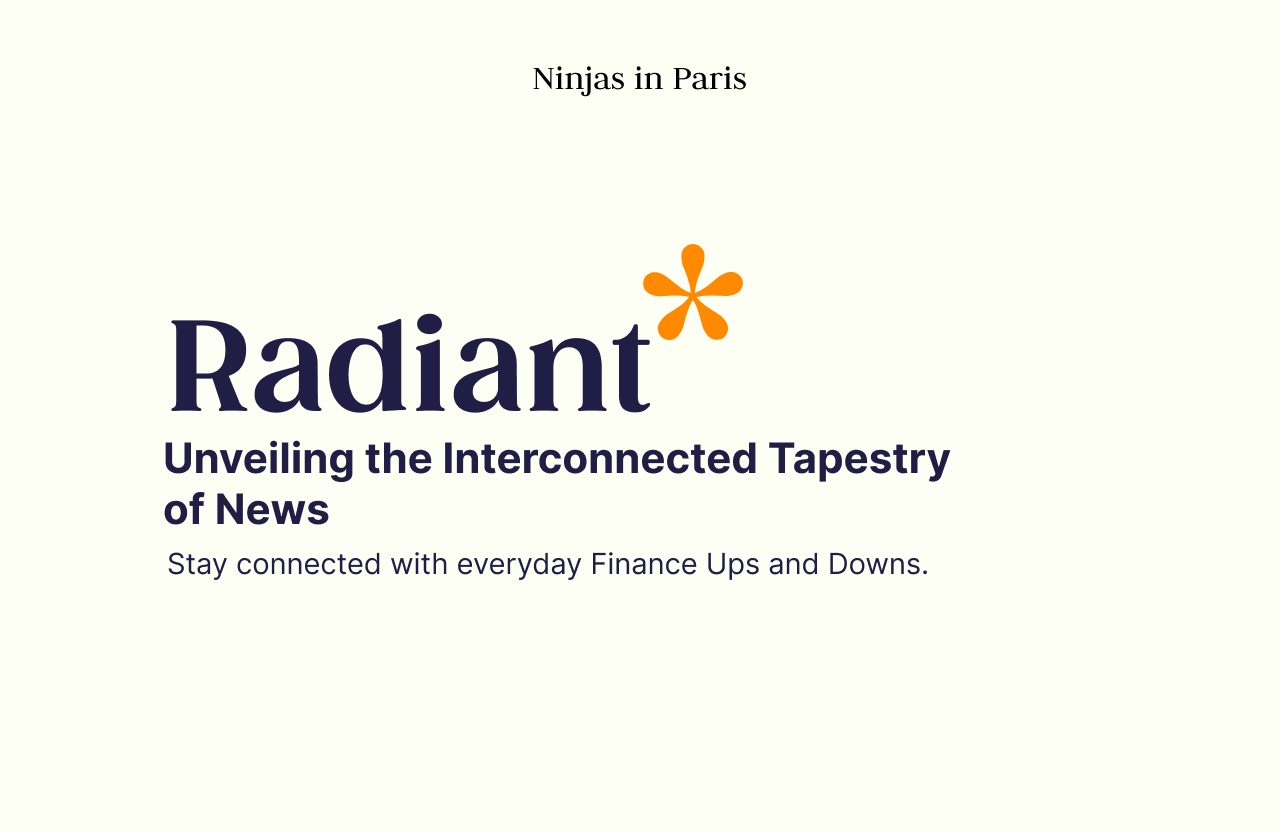 Ninjas in Paris
Radiant*
Unveiling the Interconnected Tapestry
of News
Stay connected with everyday Finance Ups and Downs.